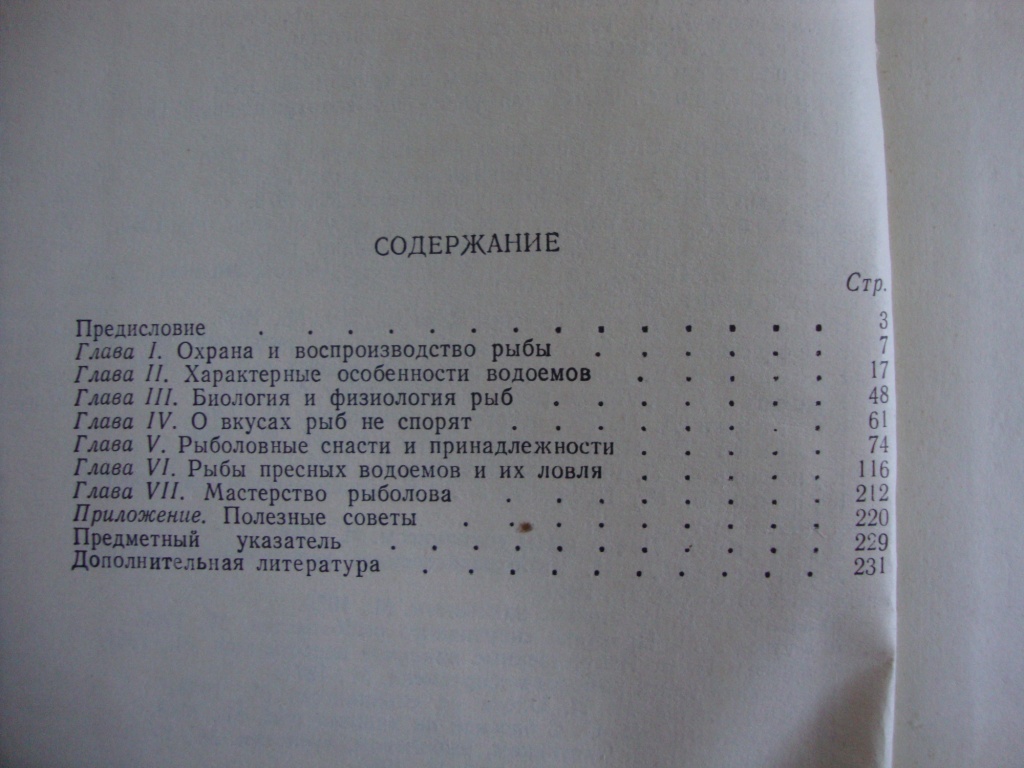 СОДЕРЖАНИЕ
Стр.
Предисловие . . . . . . . . . . . . . . 3
Глава I. Охрана и воспроизводство рыбы . . . . . . 7
Глава II. Характерные особенности водоемов . . . . . 17
Глава III. Биология и физиология рыб . . . . . . . 48
Глава IV. О вкусах рыб не спорят . . . . . . . . 61
Глава V. Рыболовные снасти и принадлежности . . . . . 74
Глава VI. Рыбы пресных водоемов и их ловля . . . . . 116
Глава VII. Мастерство рыболова . . . . . . . . 212
Приложение. Полезные советы . . . . . . . . . 220
Предметный указатель . . . . . . . . . . . 229
Дополнительная литература . . . . . . . . . . 231